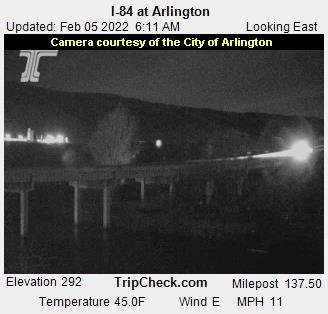 I-84 at Arlington
Updated: Feb 05 2022 6:11 AM Looking East
Camera courtesy of the City of Arlington
Elevation 292 TripCheck.com Milepost 137.50
Temperature 45.0F Wind E MPH 11